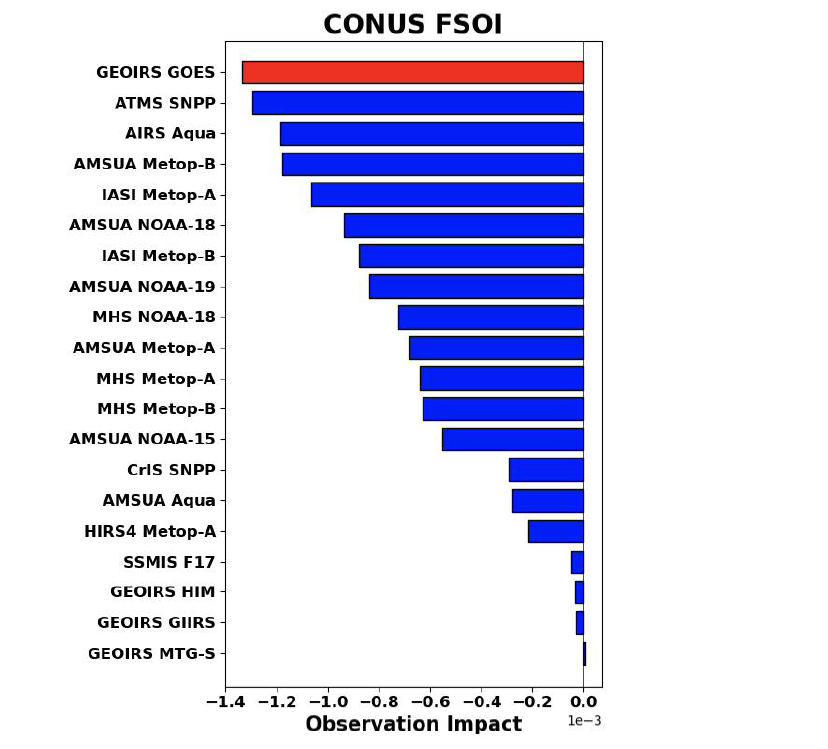 CONUS FSOI
GEOIRS GOES
ATMS SNPP
AIRS Aqua
AMSUA Metop-B
IASI Metop-A
AMSUA NOAA-18
IASI Metop-B
AMSUA NOAA-19
MHS NOAA-18
AMSUA Metop-A
MHS Metop-A
MHS Metop-B
AMSUA NOAA-15
CrIS SNPP
AMSUA Aqua
HIRS4 Metop-A
SSMIS F17
GEOIRS HIM
GEOIRS GIIRS
GEOIRS MTG-S
−1.4 −1.2 −1.0 −0.8 −0.6 −0.4 −0.2 0.0
Observation Impact 1e−3